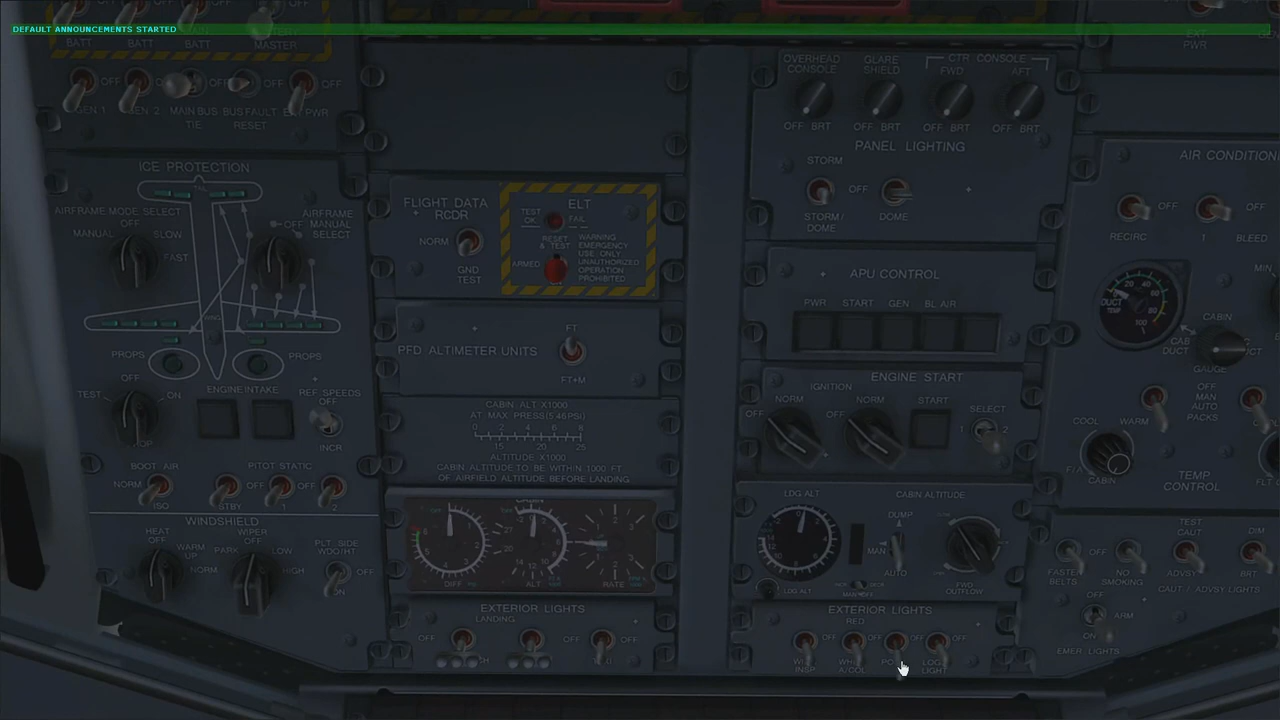 DEFAULT ANNOUNCEMENTS STARTED
BATT
BATT
BATT
MASTER
OFF
OFF
OFF
GEN 1
GEN 2
MAIN BUS
TIE
BUS FAULT
RESET
EXT PWR
ICE PROTECTION
AIRFRAME MODE SELECT
OFF
MANUAL
SLOW
FAST
AIRFRAME
MANUAL
SELECT
OFF
PROPS
PROPS
TEST
OFF
ON
ENGINE INTAKE
REF SPEEDS
OFF
INCR
BOOT AIR
NORM
ISO
PITOT STATIC
OFF
OFF
STBY
1
2
WINDSHIELD
HEAT
OFF
WARM
UP
NORM
WIPER
OFF
PARK
LOW
HIGH
PLT SIDE
WDO/HT
OFF
ON
FLIGHT DATA
RCDR
NORM
GND
TEST
ELT
TEST
OK
FAIL
RESET
& TEST
ARMED
WARNING
EMERGENCY
USE ONLY
UNAUTHORIZED
OPERATION
PROHIBITED
PFD ALTIMETER UNITS
FT
FT+M
CABIN ALT X1000
AT MAX PRESS(5.46PSI)
0 2 4 6 8
15 20 25
ALTITUDE X1000
CABIN ALTITUDE TO BE WITHIN 1000 FT
OF AIRFIELD ALTITUDE BEFORE LANDING
CABIN
DIFF
ALT
RATE
EXTERIOR LIGHTS
LANDING
OFF
OFF
OFF
OVERHEAD
CONSOLE
GLARE
SHIELD
CTR CONSOLE
FWD
AFT
OFF BRT
OFF BRT
OFF BRT
OFF BRT
PANEL LIGHTING
STORM
OFF
STORM/
DOME
DOME
APU CONTROL
PWR
START
GEN
BL AIR
ENGINE START
IGNITION
OFF
NORM
OFF
NORM
START
SELECT
1
2
LDG ALT
CABIN ALTITUDE
DUMP
MAN
AUTO
LDG ALT
MAN DIFF
FWD
OUTFLOW
EXTERIOR LIGHTS
RED
OFF
OFF
OFF
OFF
INSP
A/COL
LIGHT
EXT
PWR
AIR CONDITION
OFF
OFF
RECIRC
1
BLEED
MIN
20
40
60
80
100
DUCT
TEMP
CABIN
CAB
DUCT
GAUGE
OFF
MAN
AUTO
PACKS
COOL
WARM
F/A
CABIN
TEMP
CONTROL
OFF
FASTEN
BELTS
NO
SMOKING
TEST
CAUT
ADVSY
DIM
BRT
CAUT/ ADVSY LIGHTS
OFF
ARM
ON
EMER LIGHTS